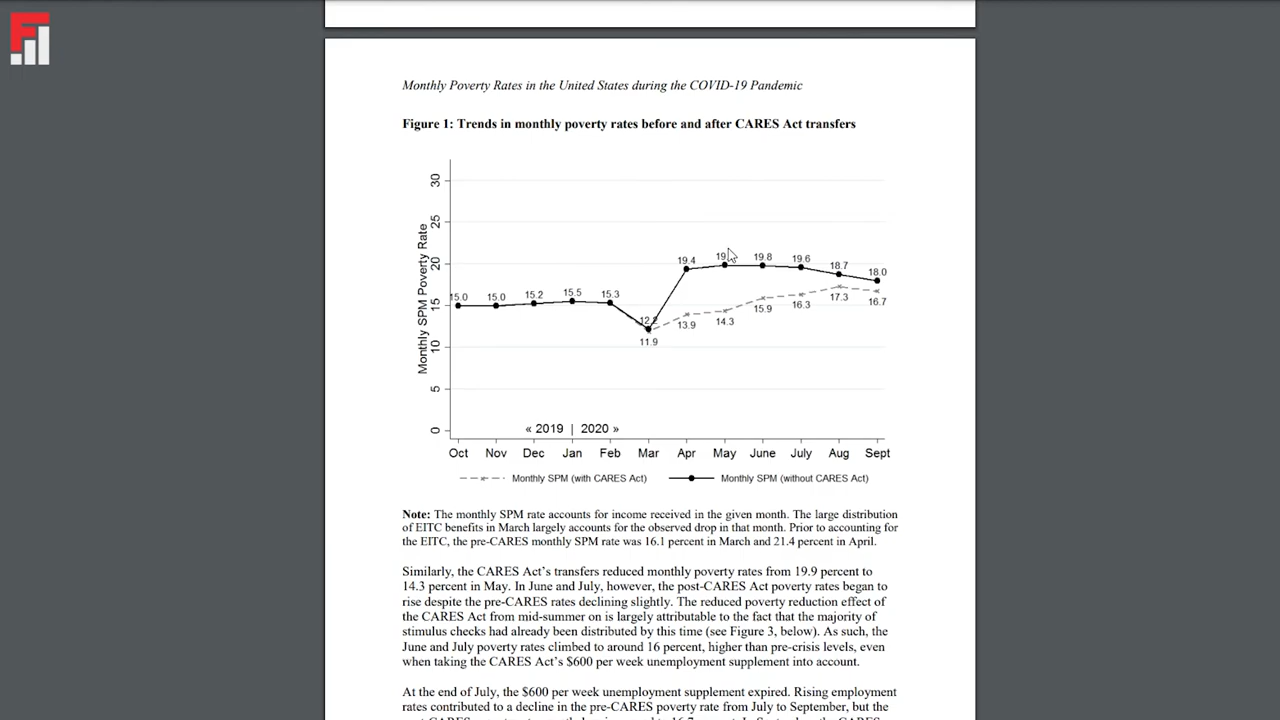 Monthly Poverty Rates in the United States during the COVID-19 Pandemic
Figure 1: Trends in monthly poverty rates before and after CARES Act transfers
Monthly SPM Poverty Rate
30
25
20
15
10
5
0
15.0 15.0 15.2 15.5 15.3 19.4 19. 19.8 19.6 18.7 18.0
11.9 13.9 14.3 15.9 16.3 17.3 16.7
« 2019 | 2020 »
Oct Nov Dec Jan Feb Mar Apr May June July Aug Sept
Monthly SPM (with CARES Act) Monthly SPM (without CARES Act)
Note: The monthly SPM rate accounts for income received in the given month. The large distribution
of EITC benefits in March largely accounts for the observed drop in that month. Prior to accounting for
the EITC, the pre-CARES monthly SPM rate was 16.1 percent in March and 21.4 percent in April.
Similarly, the CARES Act's transfers reduced monthly poverty rates from 19.9 percent to
14.3 percent in May. In June and July, however, the post-CARES Act poverty rates began to
rise despite the pre-CARES rates declining slightly. The reduced poverty reduction effect of
the CARES Act from mid-summer on is largely attributable to the fact that the majority of
stimulus checks had already been distributed by this time (see Figure 3, below). As such, the
June and July poverty rates climbed to around 16 percent, higher than pre-crisis levels, even
when taking the CARES Act's $600 per week unemployment supplement into account.
At the end of July, the $600 per week unemployment supplement expired. Rising employment
rates contributed to a decline in the pre-CARES poverty rate from July to September, but the